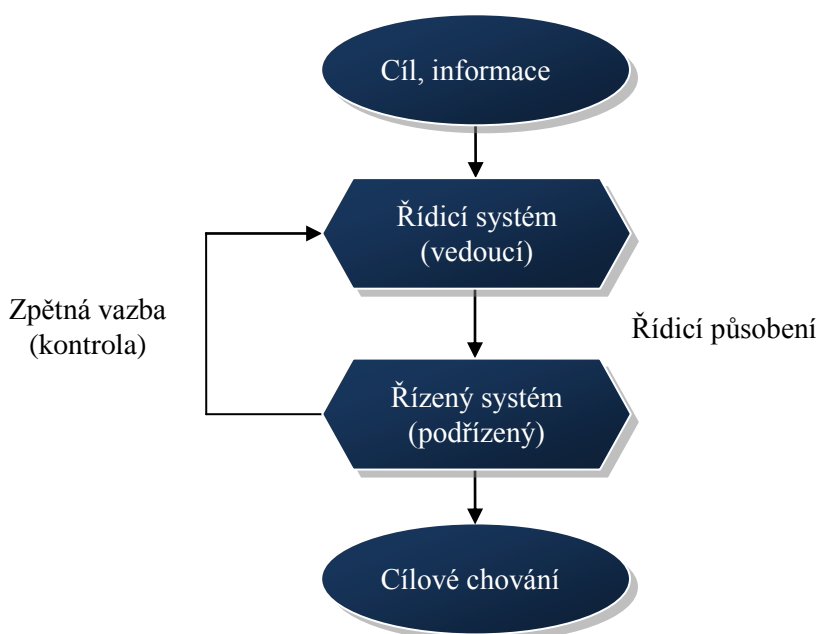 Cíl, informace
Řídicí systém
(vedoucí)
Zpětná vazba
(kontrola)
Řídicí působení
Řízený systém
(podřízený)
Cílové chování